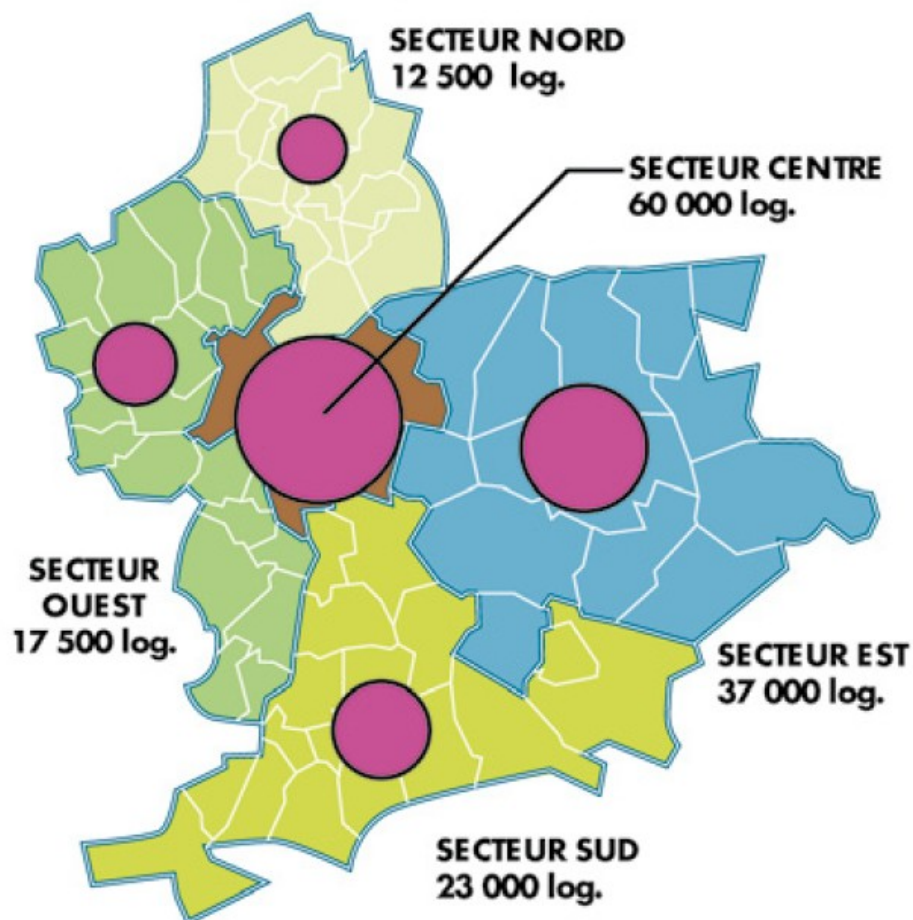 SECTEUR NORD
12 500 log.
SECTEUR CENTRE
60 000 log.
SECTEUR
OUEST
17 500 log.
SECTEUR EST
37 000 log.
SECTEUR SUD
23 000 log.